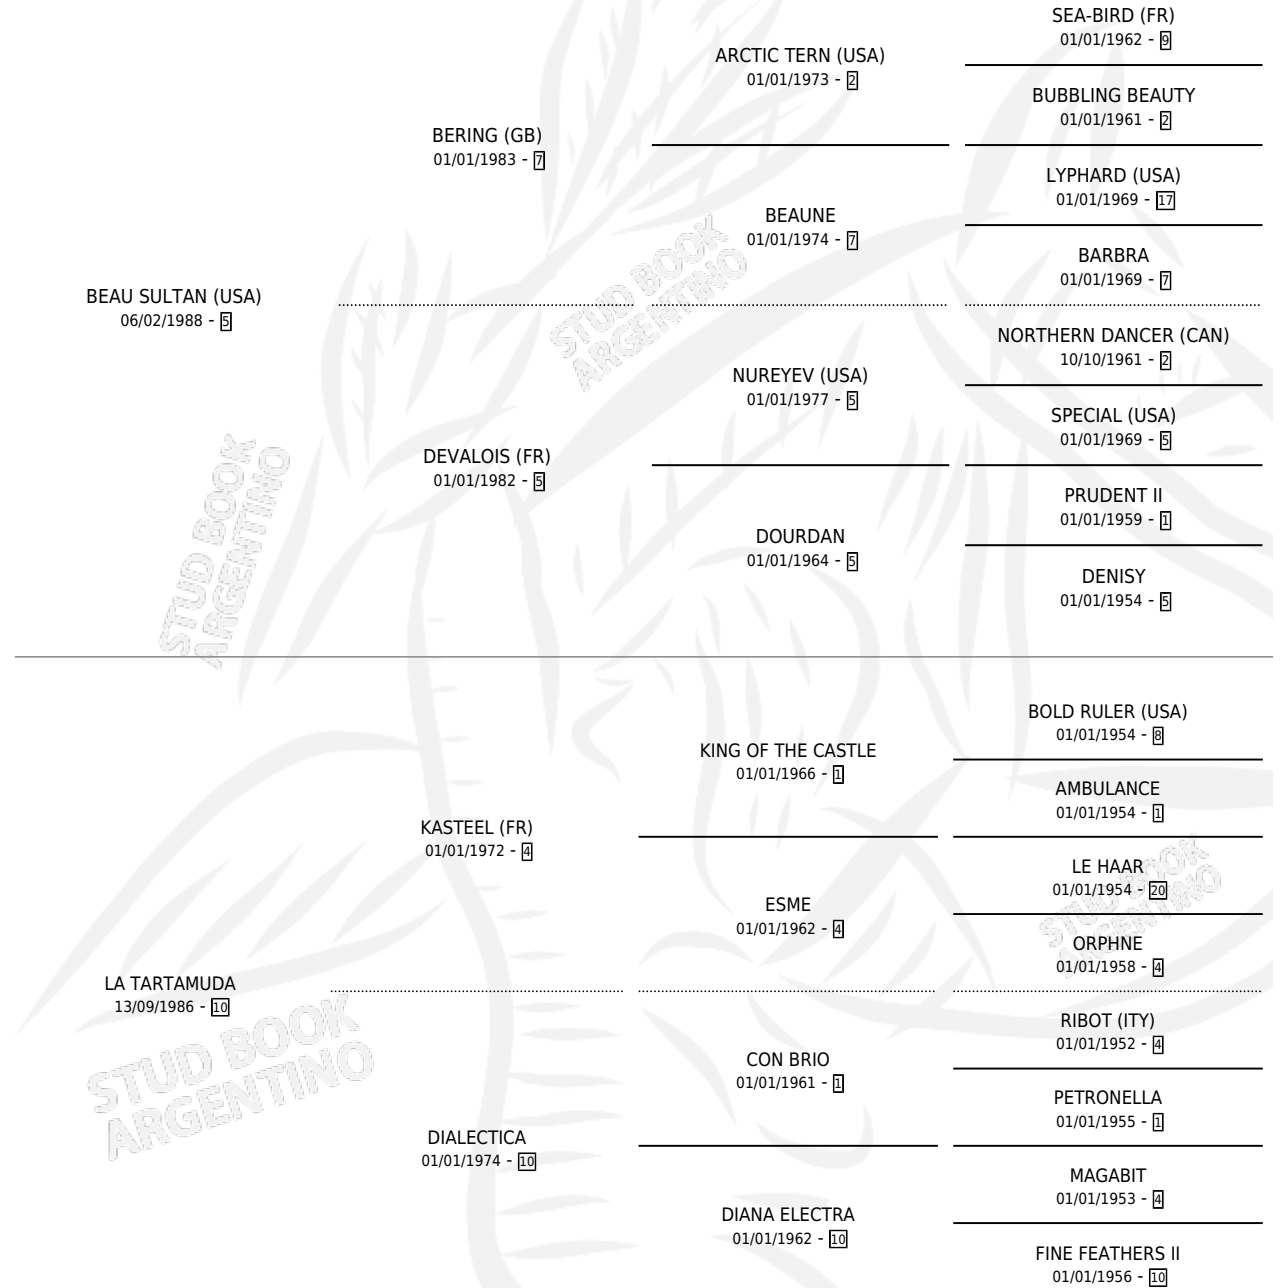 SEA-BIRD (FR)
01/01/1962 - 9
ARCTIC TERN (USA)
01/01/1973 - 2
BUBBLING BEAUTY
01/01/1961 - 2
BERING (GB)
01/01/1983 - 7
LYPHARD (USA)
01/01/1969 - 17
BEAUNE
01/01/1974 - 7
BARBRA
01/01/1969 - 7
BEAU SULTAN (USA)
06/02/1988 - 5
NORTHERN DANCER (CAN)
10/10/1961 - 2
NUREYEV (USA)
01/01/1977 - 5
SPECIAL (USA)
01/01/1969 - 5
DEVALOIS (FR)
01/01/1982 - 5
PRUDENT II
01/01/1959 - 1
DOURDAN
01/01/1964 - 5
DENISY
01/01/1954 - 5
BOLD RULER (USA)
01/01/1954 - 8
KING OF THE CASTLE
01/01/1966 - 1
AMBULANCE
01/01/1954 - 1
KASTEEL (FR)
01/01/1972 - 4
LE HAAR
01/01/1954 - 20
ESME
01/01/1962 - 4
ORPHNE
01/01/1958 - 4
LA TARTAMUDA
13/09/1986 - 10
RIBOT (ITY)
01/01/1952 - 4
CON BRIO
01/01/1961 - 1
PETRONELLA
01/01/1955 - 1
DIALECTICA
01/01/1974 - 10
MAGABIT
01/01/1953 - 4
DIANA ELECTRA
01/01/1962 - 10
FINE FEATHERS II
01/01/1956 - 10
STUD BOOK
ARGENTINO
STUD BOOK
ARGENTINO
STUD BOOK
ARGENTINO
STUD BOOK
ARGENTINO